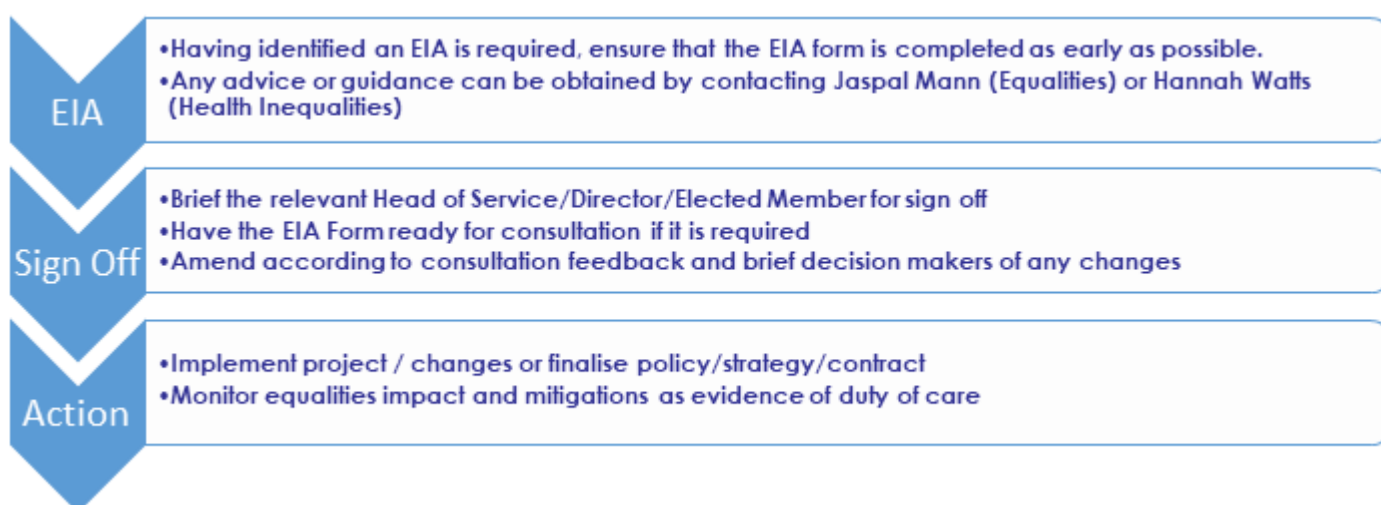 EIA
•Having identified an EIA is required, ensure that the EIA form is completed as early as possible.
•Any advice or guidance can be obtained by contacting Jaspal Mann (Equalities) or Hannah Watts
(Health Inequalities)
Sign Off
•Brief the relevant Head of Service/Director/Elected Member for sign off
•Have the EIA Form ready for consultation if it is required
•Amend according to consultation feedback and brief decision makers of any changes
Action
•Implement project / changes or finalise policy/strategy/contract
•Monitor equalities impact and mitigations as evidence of duty of care